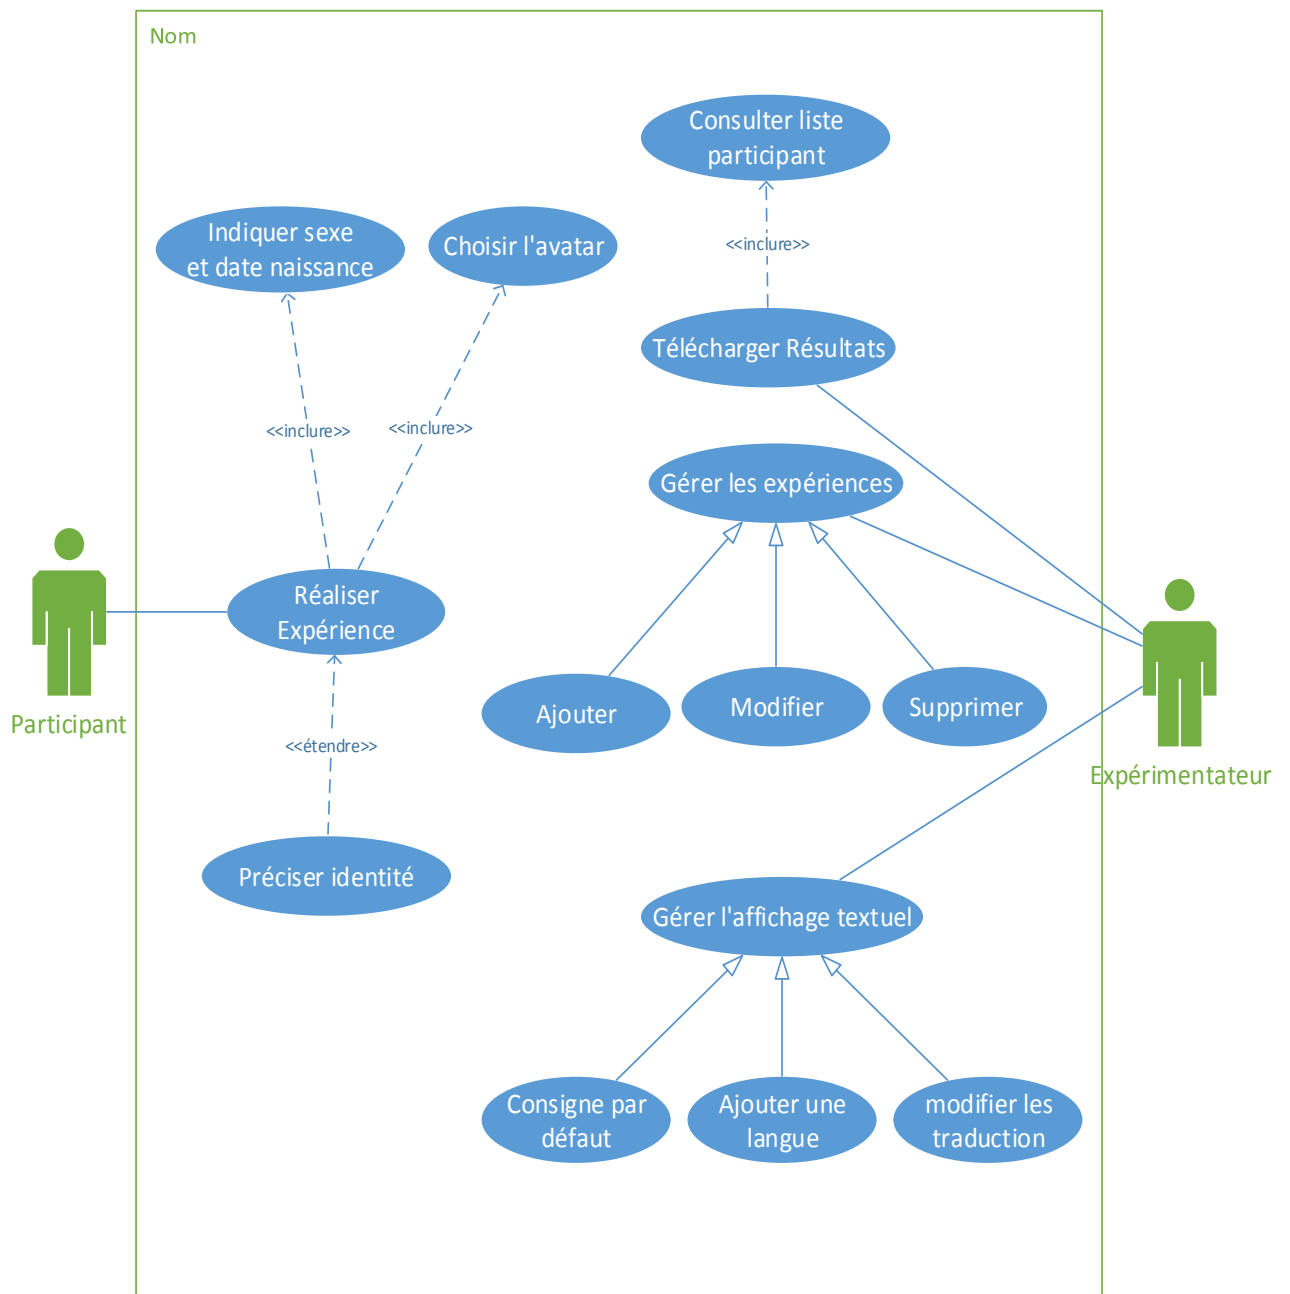 Nom
Consulter liste
participant
Indiquer sexe
et date naissance
Choisir l'avatar
<<inclure>>
Télécharger Résultats
<<inclure>>
<<inclure>>
Gérer les expériences
Réaliser
Expérience
Ajouter
Modifier
Supprimer
Participant
<<étendre>>
Expérimentateur
Préciser identité
Gérer l'affichage textuel
Consigne par
défaut
Ajouter une
langue
modifier les
traduction